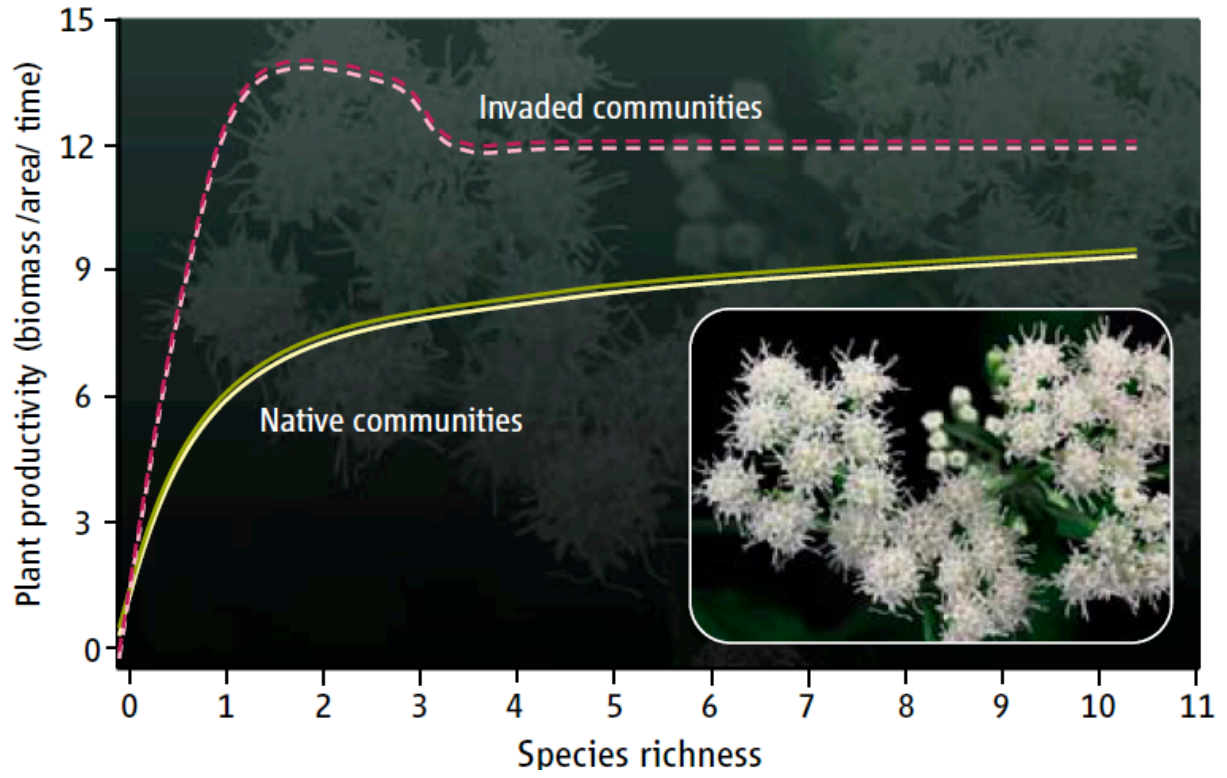 15
12
9
6
3
0
Plant productivity (biomass /area/ time)
Invaded communities
Native communities
0 1 2 3 4 5 6 7 8 9 10 11
Species richness